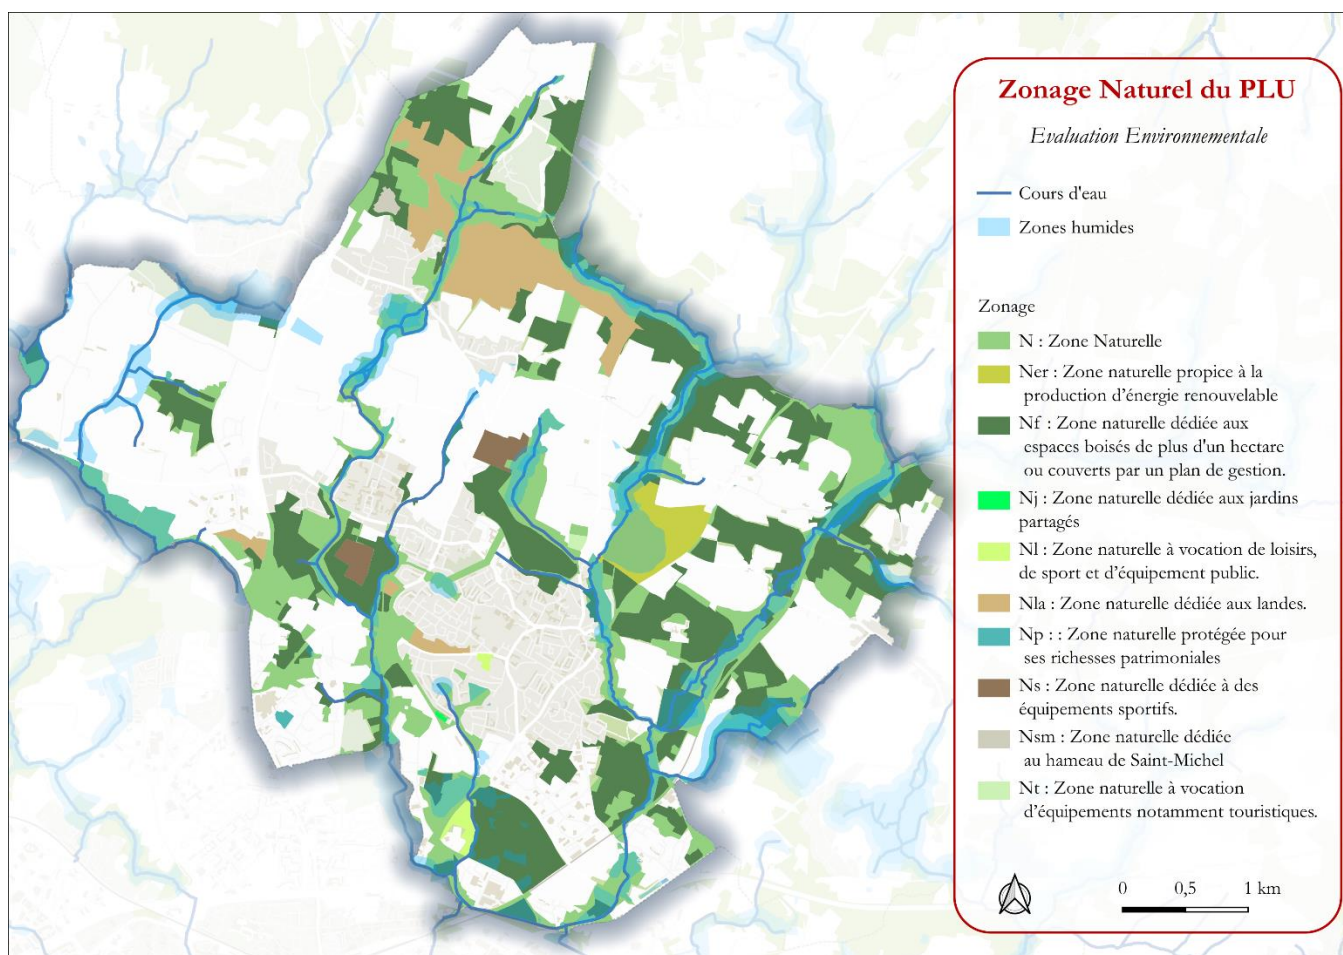 Zonage Naturel du PLU
Evaluation Environnementale
Cours d'eau
Zones humides
Zonage
N : Zone Naturelle
Ner : Zone naturelle propice à la
production d'énergie renouvelable
Nf : Zone naturelle dédiée aux
espaces boisés de plus d'un hectare
ou couverts par un plan de gestion.
Nj : Zone naturelle dédiée aux jardins
partagés
Nl : Zone naturelle à vocation de loisirs,
de sport et d'équipement public.
Nla : Zone naturelle dédiée aux landes.
Np : : Zone naturelle protégée pour
ses richesses patrimoniales
Ns : Zone naturelle dédiée à des
équipements sportifs.
Nsm : Zone naturelle dédiée
au hameau de Saint-Michel
Nt : Zone naturelle à vocation
d'équipements notamment touristiques.
0 0,5 1 km